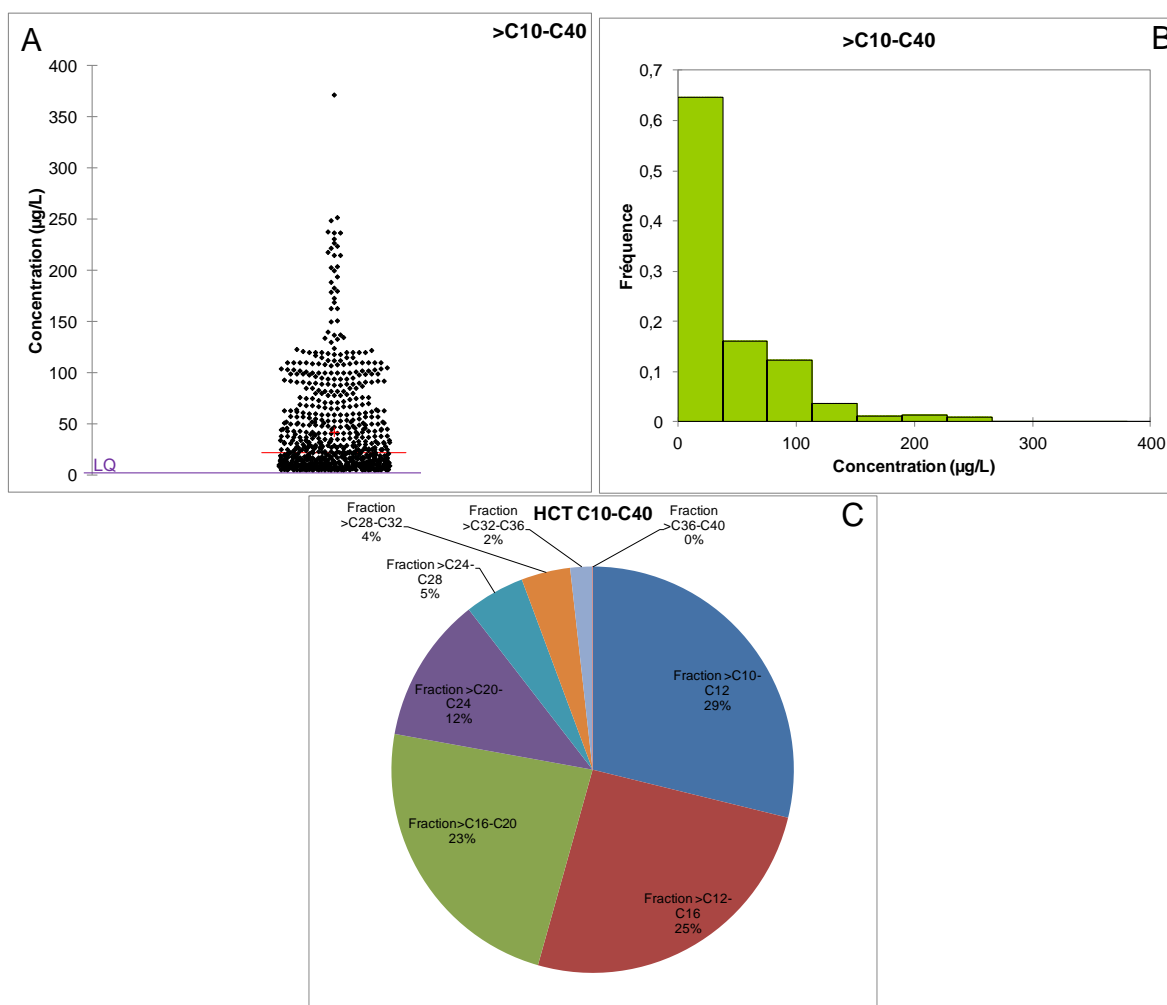 A
>C10-C40
400
350
300
250
200
150
100
50
0
Concentration (µg/L)
LQ
B
>C10-C40
0,7
0,6
0,5
0,4
0,3
0,2
0,1
0
Fréquence
0
100
200
300
400
Concentration (µg/L)
C
HCT C10-C40
Fraction
>C28-C32
4%
Fraction
>C32-C36
2%
Fraction
>C36-C40
0%
Fraction >C24-
C28
5%
Fraction >C10-
C12
29%
Fraction >C20-
C24
12%
Fraction>C16-C20
23%
Fraction >C12-
C16
25%